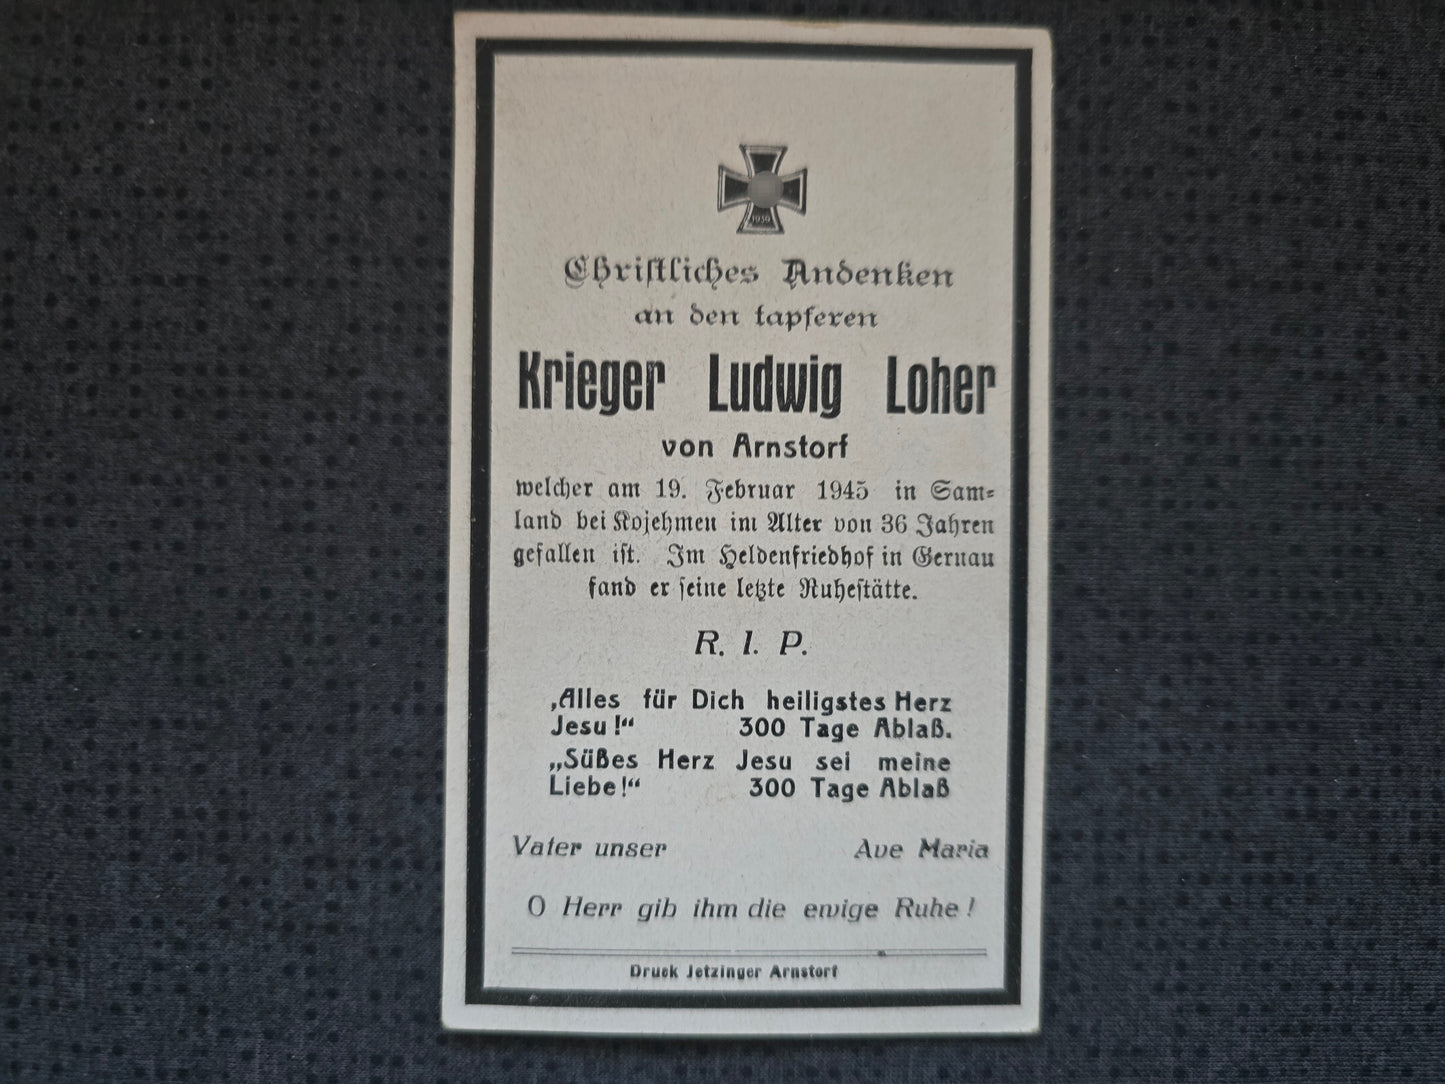 1939
Christliches Andenken
an den tapferen
Krieger Ludwig Loher
von Arnstorf
welcher am 19. Februar 1945 in Sam=
land bei Kojehmen im Alter von 36 Jahren
gefallen ist. Im Heldenfriedhof in Gernau
fand er seine letzte Ruhestätte.
R. I. P.
‚Alles für Dich heiligstes Herz
Jesu!“ 300 Tage Ablaß.
„Süßes Herz Jesu sei meine
Liebe!“ 300 Tage Ablaß
Vater unser Ave Maria
O Herr gib ihm die ewige Ruhe!
Druck Jetzinger Arnstorf